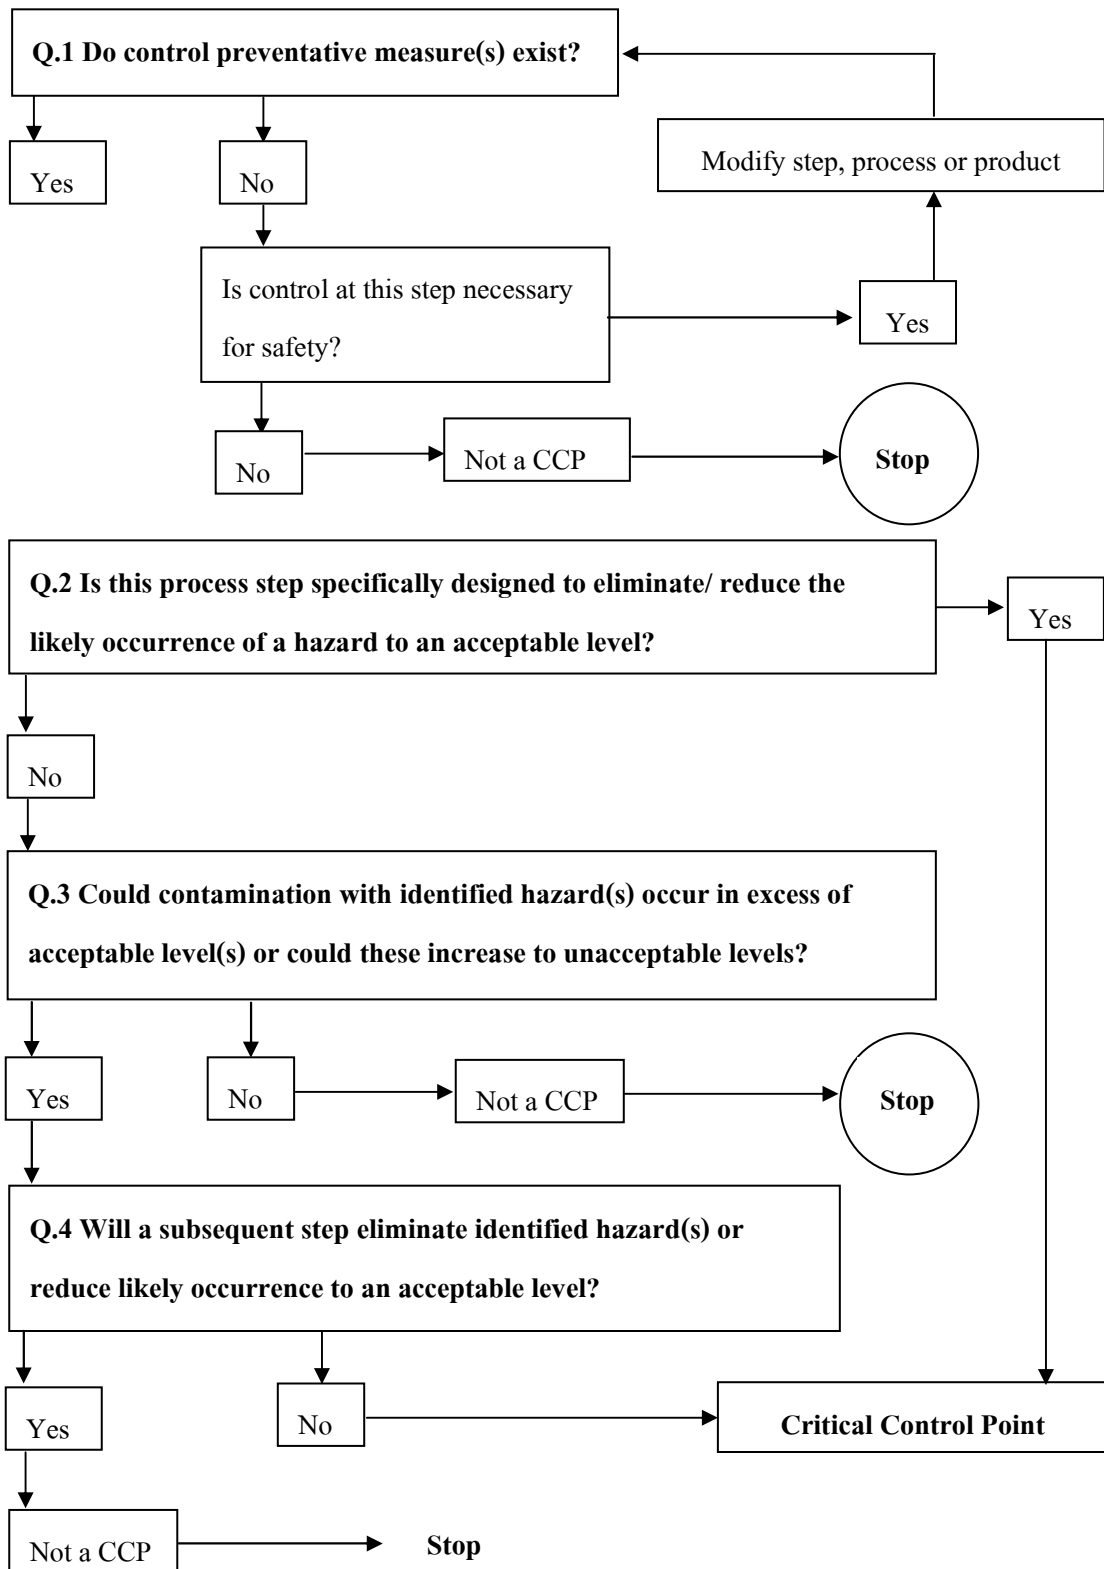 Q.1 Do control preventative measure(s) exist?
Modify step, process or product
Yes
No
Is control at this step necessary
for safety?
Yes
No
Not a CCP
Stop
Q.2 Is this process step specifically designed to eliminate/ reduce the
likely occurrence of a hazard to an acceptable level?
Yes
No
Q.3 Could contamination with identified hazard(s) occur in excess of
acceptable level(s) or could these increase to unacceptable levels?
Yes
No
Not a CCP
Stop
Q.4 Will a subsequent step eliminate identified hazard(s) or
reduce likely occurrence to an acceptable level?
Yes
No
Critical Control Point
Not a CCP
Stop